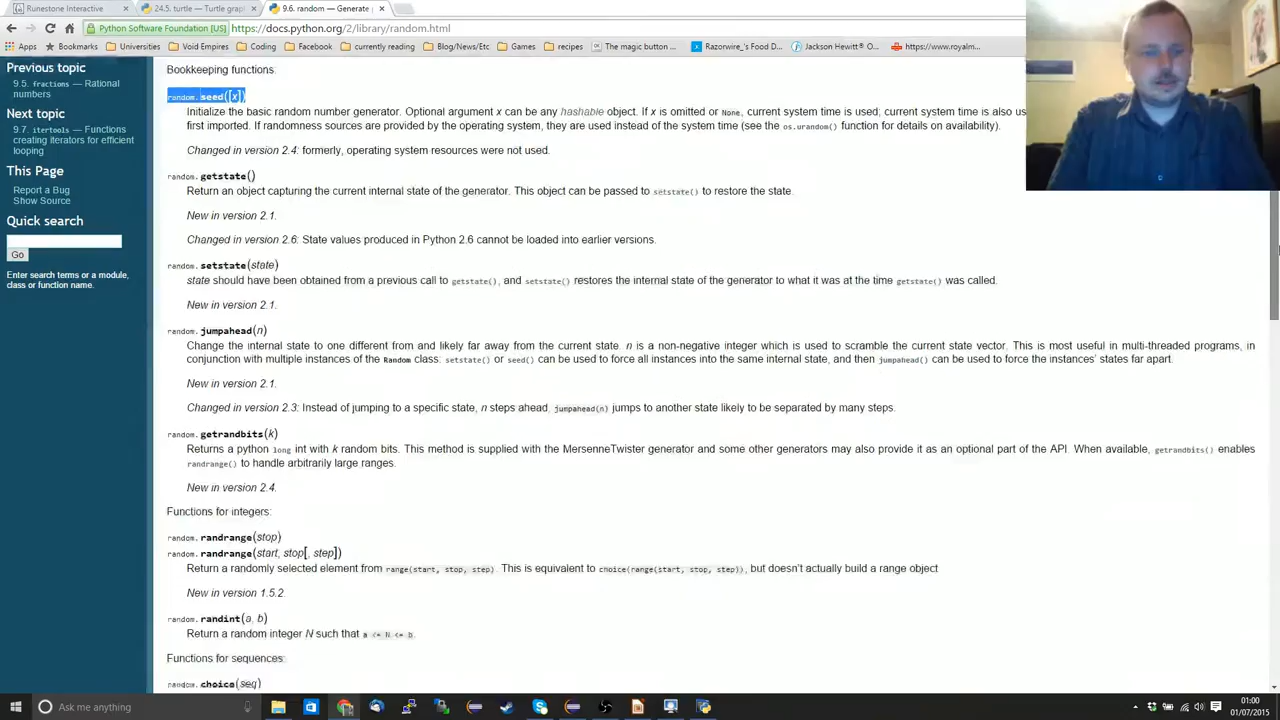 Runestone Interactive
24.5. turtle — Turtle grap
9.6. random — Generate
Python Software Foundation [US] https://docs.python.org/2/library/random.html
Apps Bookmarks Universities Void Empires Coding Facebook currently reading Blog/News/Etc Games recipes The magic button ... Razorwire_'s Food D... Jackson Hewitt® O... https://www.royalm...
Previous topic
9.5. fractions — Rational
numbers
Next topic
9.7. itertools — Functions
creating iterators for efficient
looping
This Page
Report a Bug
Show Source
Quick search
Go
Enter search terms or a module,
class or function name.
Bookkeeping functions:
random.seed([x])
Initialize the basic random number generator. Optional argument x can be any hashable object. If x is omitted or None, current system time is used; current system time is also us
first imported. If randomness sources are provided by the operating system, they are used instead of the system time (see the os.urandom() function for details on availability).
Changed in version 2.4: formerly, operating system resources were not used.
random.getstate()
Return an object capturing the current internal state of the generator. This object can be passed to setstate() to restore the state.
New in version 2.1.
Changed in version 2.6: State values produced in Python 2.6 cannot be loaded into earlier versions.
random.setstate(state)
state should have been obtained from a previous call to getstate(), and setstate() restores the internal state of the generator to what it was at the time getstate() was called.
New in version 2.1.
random.jumpahead(n)
Change the internal state to one different from and likely far away from the current state. n is a non-negative integer which is used to scramble the current state vector. This is most useful in multi-threaded programs, in
conjunction with multiple instances of the Random class: setstate() or seed() can be used to force all instances into the same internal state, and then jumpahead() can be used to force the instances' states far apart.
New in version 2.1.
Changed in version 2.3: Instead of jumping to a specific state, n steps ahead, jumpahead(n) jumps to another state likely to be separated by many steps.
random.getrandbits(k)
Returns a python long int with k random bits. This method is supplied with the MersenneTwister generator and some other generators may also provide it as an optional part of the API. When available, getrandbits() enables
randrange() to handle arbitrarily large ranges.
New in version 2.4.
Functions for integers:
random.randrange(stop)
random.randrange(start, stop[, step])
Return a randomly selected element from range(start, stop, step). This is equivalent to choice(range(start, stop, step)), but doesn't actually build a range object
New in version 1.5.2.
random.randint(a, b)
Return a random integer N such that a <= N <= b.
Functions for sequences:
random.choice(seq)
Ask me anything
01:00
01/07/2015